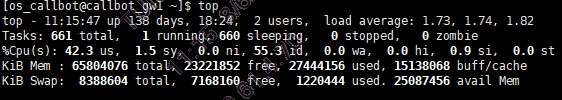 [os_callbot@callbot_gw1 ~]$ top
top - 11:15:47 up 138 days, 18:24,  2 users,  load average: 1.73, 1.74, 1.82
Tasks: 661 total,   1 running, 660 sleeping,   0 stopped,   0 zombie
%Cpu(s): 42.3 us,  1.5 sy,  0.0 ni, 55.3 id,  0.0 wa,  0.0 hi,  0.9 si,  0.0 st
KiB Mem : 65804076 total, 23221852 free, 27444156 used, 15138068 buff/cache
KiB Swap:  8388604 total,  7168160 free,  1220444 used. 25087456 avail Mem